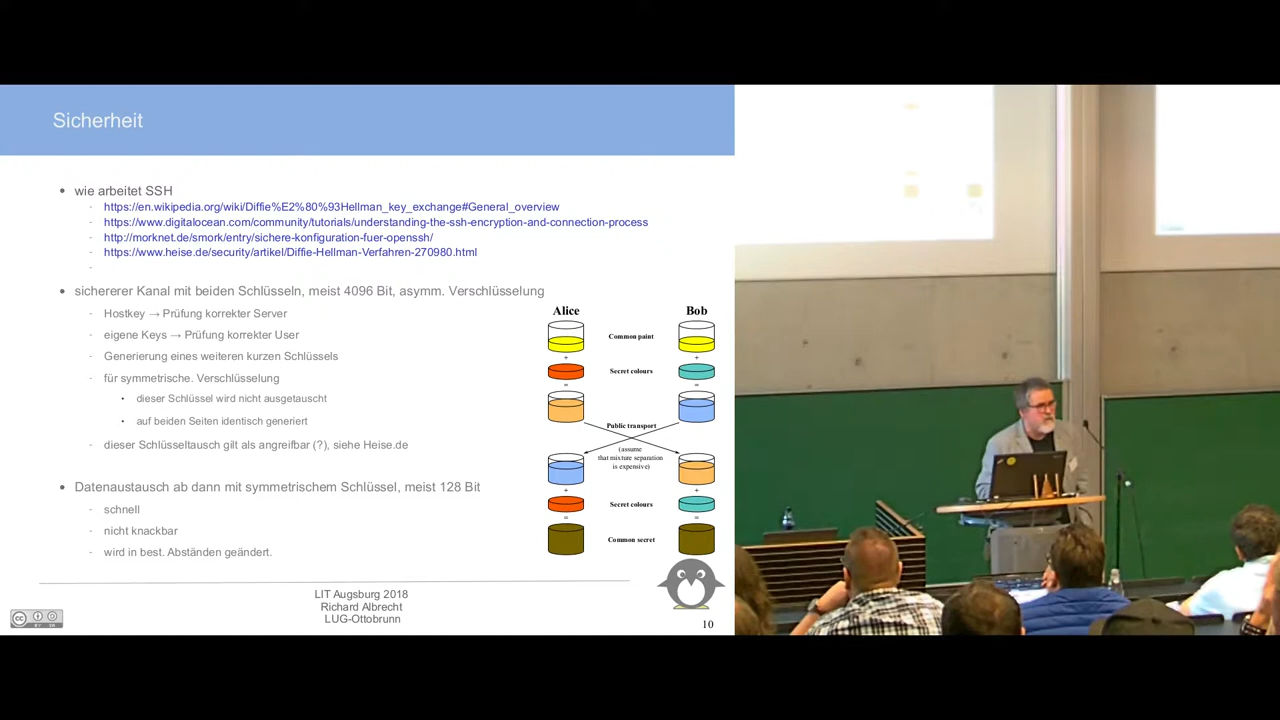 Sicherheit
wie arbeitet SSH
https://en.wikipedia.org/wiki/Diffie%E2%80%93Hellman_key_exchange#General_overview
https://www.digitalocean.com/community/tutorials/understanding-the-ssh-encryption-and-connection-process
http://morknet.de/smork/entry/sichere-konfiguration-fuer-openssh/
https://www.heise.de/security/artikel/Diffie-Hellman-Verfahren-270980.html
sichererer Kanal mit beiden Schlüsseln, meist 4096 Bit, asymm. Verschlüsselung
Hostkey → Prüfung korrekter Server
eigene Keys → Prüfung korrekter User
Generierung eines weiteren kurzen Schlüssels
für symmetrische. Verschlüsselung
dieser Schlüssel wird nicht ausgetauscht
auf beiden Seiten identisch generiert
dieser Schlüsseltausch gilt als angreifbar (?), siehe Heise.de
Datenaustausch ab dann mit symmetrischem Schlüssel, meist 128 Bit
schnell
nicht knackbar
wird in best. Abständen geändert.
Alice Bob
Common paint
+ +
Secret colours
= =
Public transport
(assume
that mixture separation
is expensive)
+ +
Secret colours
= =
Common secret
LIT Augsburg 2018
Richard Albrecht
LUG-Ottobrunn
10
cc
BY SA